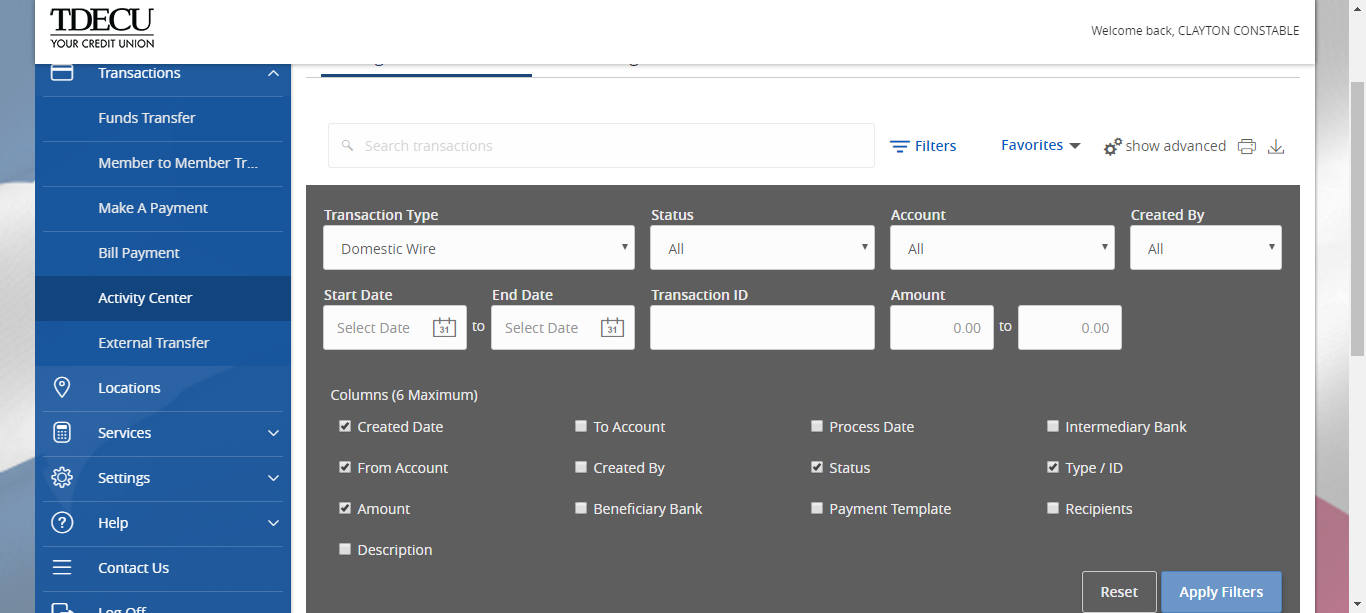 TDECU
YOUR CREDIT UNION
Welcome back, CLAYTON CONSTABLE
Transactions
Funds Transfer
Member to Member Tr...
Make A Payment
Bill Payment
Activity Center
External Transfer
Locations
Services
Settings
Help
Contact Us
Log Off
Search transactions
Filters
Favorites
show advanced
Transaction Type
Status
Account
Created By
Domestic Wire
All
All
All
Start Date
End Date
Transaction ID
Amount
Select Date
31
to
Select Date
31
0.00
to
0.00
Columns (6 Maximum)
Created Date
To Account
Process Date
Intermediary Bank
From Account
Created By
Status
Type / ID
Amount
Beneficiary Bank
Payment Template
Recipients
Description
Reset
Apply Filters